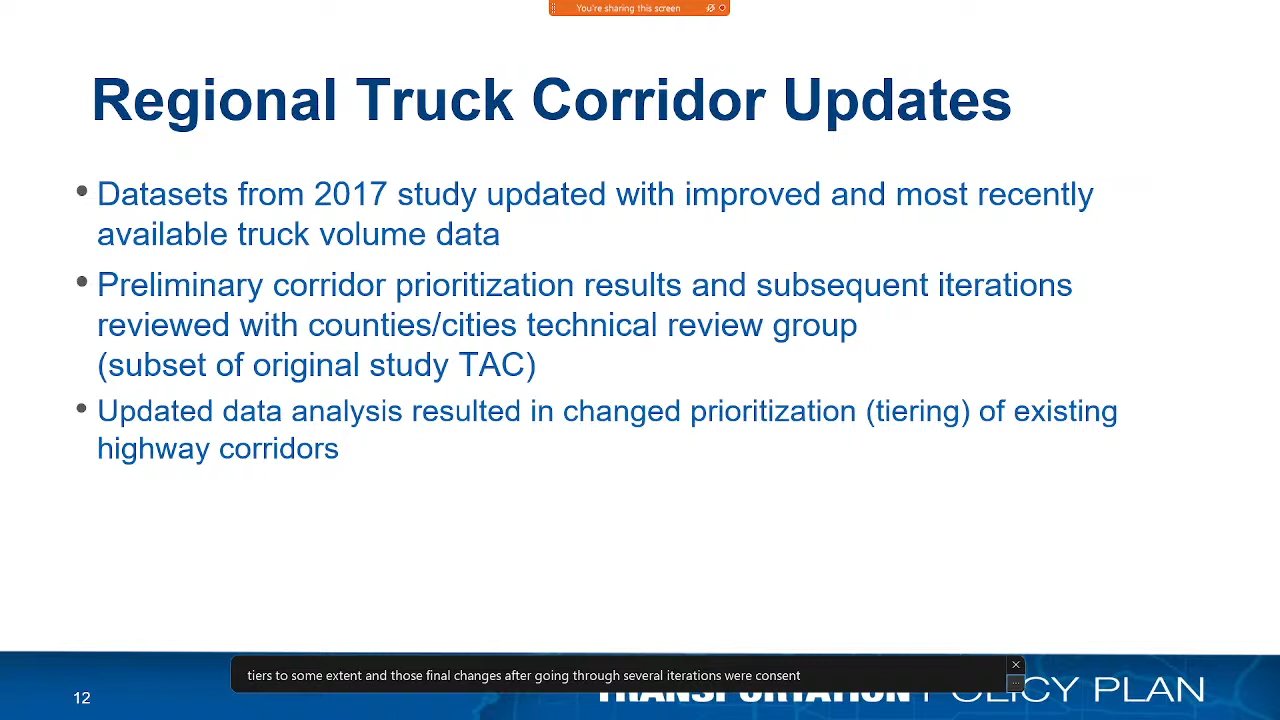 You're sharing this screen
Regional Truck Corridor Updates
• Datasets from 2017 study updated with improved and most recently
available truck volume data
• Preliminary corridor prioritization results and subsequent iterations
reviewed with counties/cities technical review group
(subset of original study TAC)
• Updated data analysis resulted in changed prioritization (tiering) of existing
highway corridors
tiers to some extent and those final changes after going through several iterations were consent
12
TRANSPORTATION POLICY PLAN